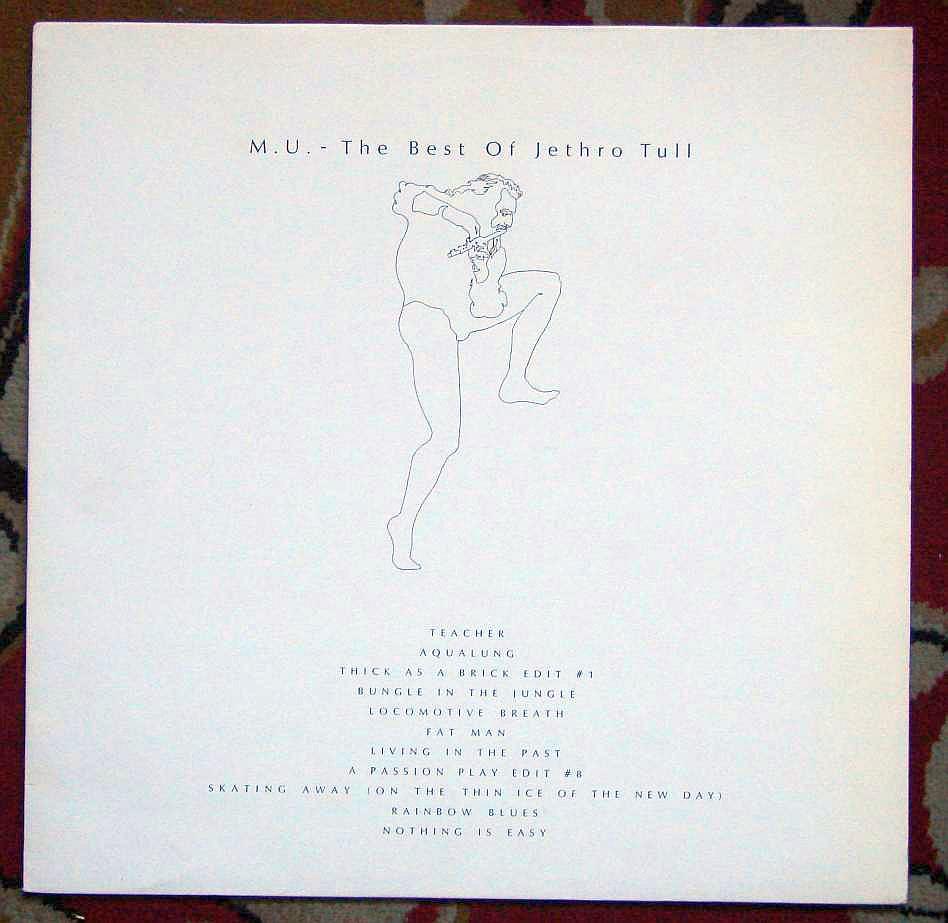 M.U.- The Best Of Jethro Tull
TEACHER
AQUALUNG
THICK AS A BRICK EDIT #1
BUNGLE IN THE JUNGLE
LOCOMOTIVE BREATH
FAT MAN
LIVING IN THE PAST
A PASSION PLAY EDIT #8
SKATING AWAY (ON THE THIN ICE OF THE NEW DAY)
RAINBOW BLUES
NOTHING IS EASY